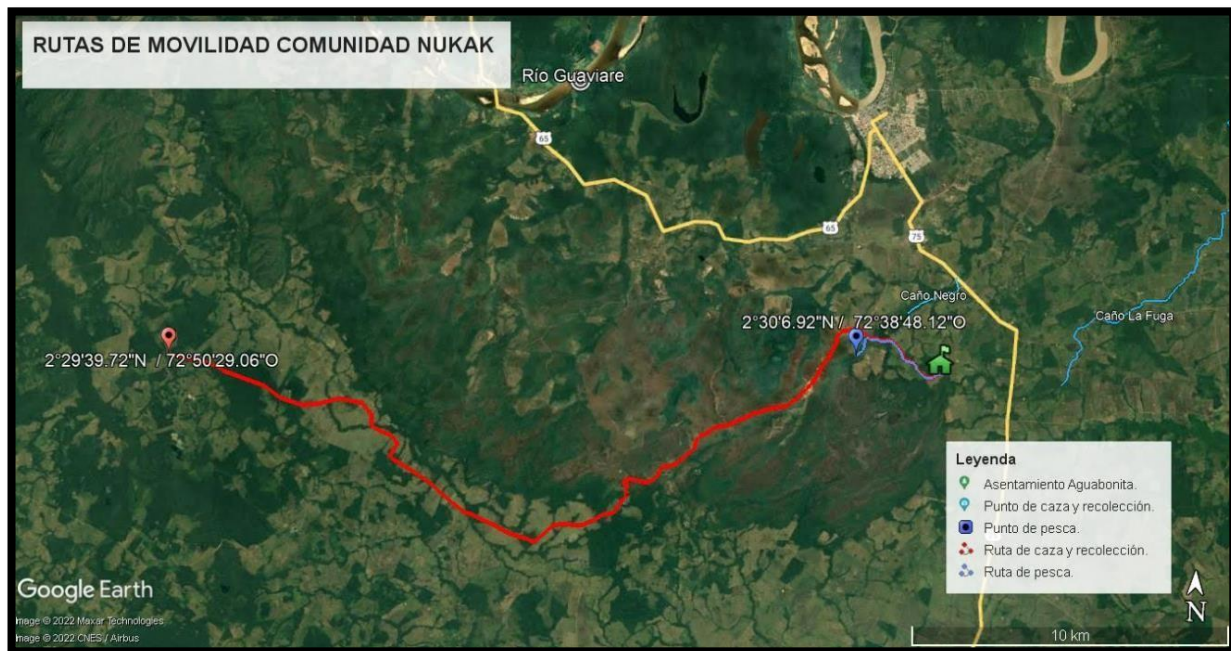 RUTAS DE MOVILIDAD COMUNIDAD NUKAK
Río Guaviare
65
65
75
Caño Negro
Caño La Fuga
2°30'6.92"N / 72°38'48.12"O
2°29'39.72"N / 72°50'29.06"O
Leyenda
Asentamiento Aguabonita.
Punto de caza y recolección.
Punto de pesca.
Ruta de caza y recolección.
Ruta de pesca.
Google Earth
Image © 2022 Maxar Technologies
Image © 2022 CNES / Airbus
N
10 km